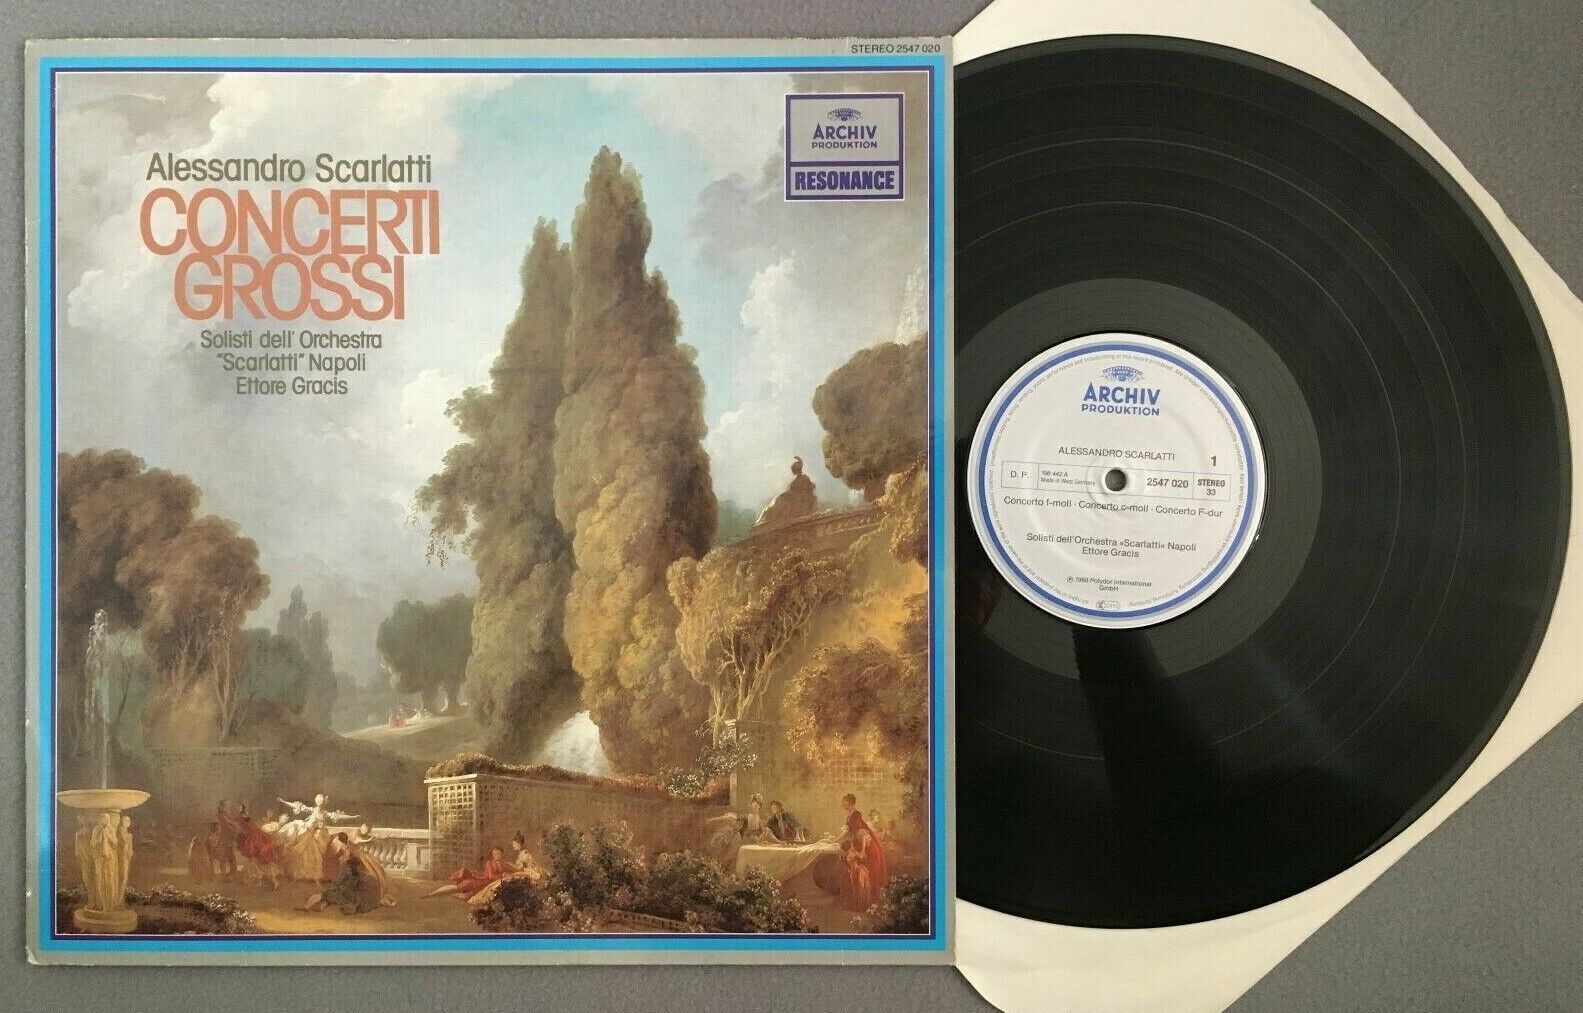 STEREO 2547 020
ARCHIV
PRODUKTION
RESONANCE
Alessandro Scarlatti
CONCERTI
GROSSI
Solisti dell' Orchestra
"Scarlatti" Napoli
Ettore Gracis
ARCHIV
PRODUKTION
ALESSANDRO SCARLATTI
1
D. P.
198 442 A
Made in West Germany
2547 020
STEREO
33
Concerto f-moll · Concerto c-moll · Concerto F-dur
Solisti dell'Orchestra »Scarlatti« Napoli
Ettore Gracis
℗ 1968 Polydor International
GmbH